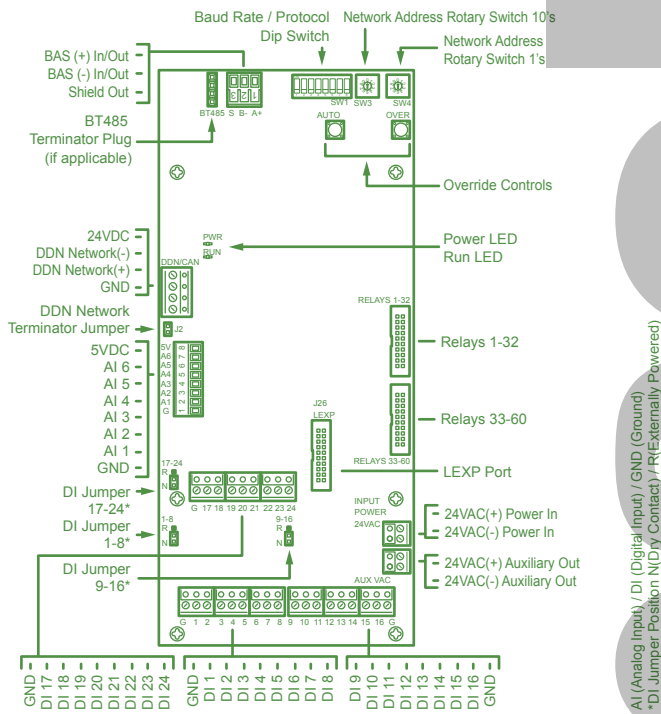 Baud Rate / Protocol
Dip Switch
Network Address Rotary Switch 10's
Network Address
Rotary Switch 1's
BAS (+) In/Out
BAS (-) In/Out
Shield Out
BT485
Terminator Plug
(if applicable)
3 2 1
BT485 S B- A+
SW1 SW3 SW4
AUTO OVER
Override Controls
24VDC
DDN Network(-)
DDN Network(+)
GND
PWR
RUN
DDN/CAN
Power LED
Run LED
DDN Network
Terminator Jumper
J2
RELAYS 1-32
Relays 1-32
5VDC
AI 6
AI 5
AI 4
AI 3
AI 2
AI 1
GND
5V 8
A6 7
A5 6
A4 5
A3 4
A2 3
A1 2
G 1
J26
LEXP
Relays 33-60
RELAYS 33-60
LEXP Port
DI Jumper
17-24*
DI Jumper
1-8*
DI Jumper
9-16*
17-24
R
N
1-8
R
N
9-16
R
N
G 17 18 19 20 21 22 23 24
INPUT
POWER
24VAC
24VAC(+) Power In
24VAC(-) Power In
24VAC(+) Auxiliary Out
24VAC(-) Auxiliary Out
AUX VAC
G 1 2 3 4 5 6 7 8 9 10 11 12 13 14 15 16 G
GND
DI 17
DI 18
DI 19
DI 20
DI 21
DI 22
DI 23
DI 24
GND
DI 1
DI 2
DI 3
DI 4
DI 5
DI 6
DI 7
DI 8
DI 9
DI 10
DI 11
DI 12
DI 13
DI 14
DI 15
DI 16
GND
AI (Analog Input) / DI (Digital Input) / GND (Ground)
*DI Jumper Position N(Dry Contact) / R(Externally Powered)